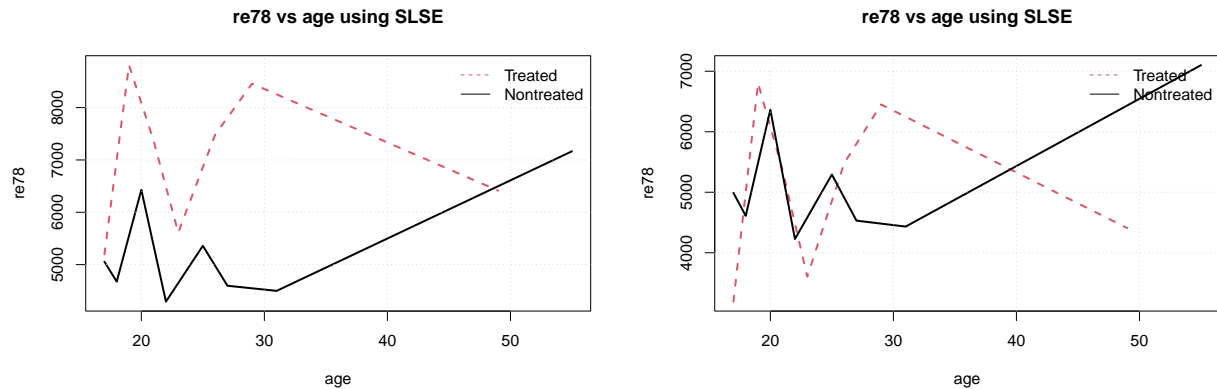 re78 vs age using SLSE
re78
8000
7000
6000
5000
Treated
Nontreated
20
30
40
50
age
re78 vs age using SLSE
re78
7000
6000
5000
4000
Treated
Nontreated
20
30
40
50
age